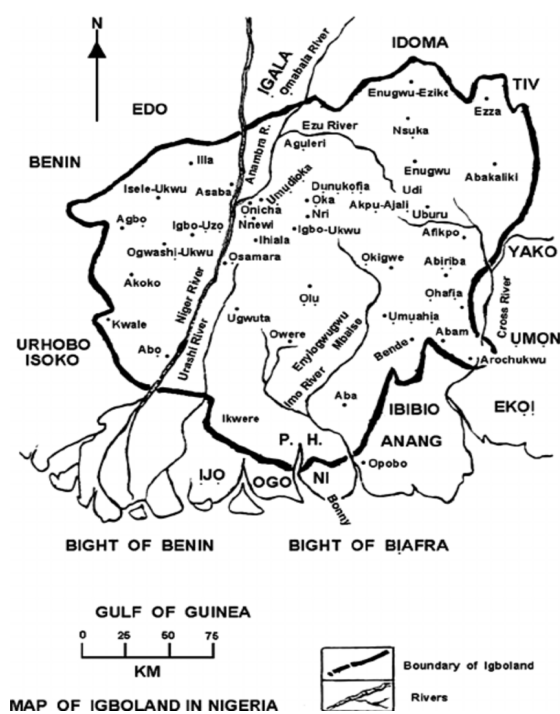 N
IDOMA
IGALA
Omabala River
TIV
EDO
Enugwu-Ezike
Ezza
Ezu River
Nsuka
Anambra R.
Aguleri
BENIN
Illa
Enugwu
Abakaliki
Isele-Ukwu
Asaba
Umudioka
Dunukofia
Udi
Onicha
Oka
Akpu-Ajali
Uburu
Agbo
Igbo-Uzo
Nnewi
Nri
Igbo-Ukwu
Afikpo
Ihiala
Ogwashi-Ukwu
YAKO
Osamara
Okigwe
Abiriba
Akoko
Niger River
Olu
Ohafia
Cross River
Ugwuta
Umuahia
Kwale
Urashi River
Enyiogwugwu
Mbaise
Abam
UMON
URHOBO
ISOKO
Owere
Bende
Abo
Arochukwu
Imo River
Aba
IBIBIO
EKOI
Ikwere
ANANG
P. H.
Opobo
IJO
OGO
NI
Bonny
BIGHT OF BENIN
BIGHT OF BIAFRA
GULF OF GUINEA
0 25 50 75
KM
Boundary of Igboland
Rivers
MAP OF IGBOLAND IN NIGERIA